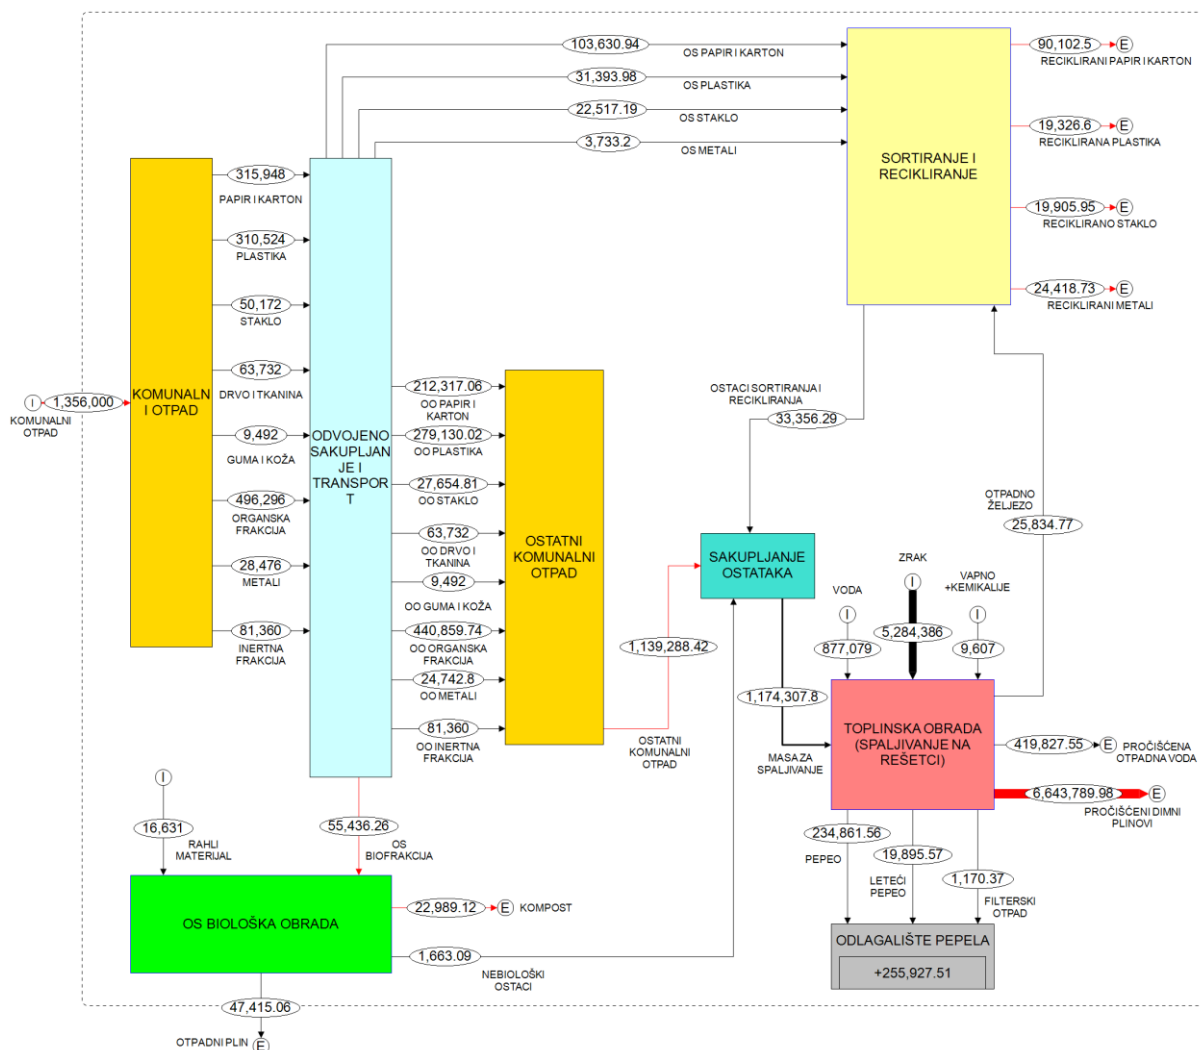 103,630.94
OS PAPIR I KARTON
31,393.98
OS PLASTIKA
22,517.19
OS STAKLO
3,733.2
OS METALI
SORTIRANJE I
RECIKLIRANJE
90,102.5
E
RECIKLIRANI PAPIR I KARTON
19,326.6
E
RECIKLIRANA PLASTIKA
19,905.95
E
RECIKLIRANO STAKLO
24,418.73
E
RECIKLIRANI METALI
I
1,356,000
KOMUNALNI
OTPAD
KOMUNALN
I OTPAD
315,948
PAPIR I KARTON
310,524
PLASTIKA
50,172
STAKLO
63,732
DRVO I TKANINA
9,492
GUMA I KOŽA
496,296
ORGANSKA
FRAKCIJA
28,476
METALI
81,360
INERTNA
FRAKCIJA
ODVOJENO
SAKUPLJAN
JE I
TRANSPOR
T
212,317.06
OO PAPIR I
KARTON
279,130.02
OO PLASTIKA
27,654.81
OO STAKLO
63,732
OO DRVO I
TKANINA
9,492
OO GUMA I KOŽA
440,859.74
OO ORGANSKA
FRAKCIJA
24,742.8
OO METALI
81,360
OO INERTNA
FRAKCIJA
OSTATNI
KOMUNALNI
OTPAD
1,139,288.42
OSTATNI
KOMUNALNI
OTPAD
OSTACI SORTIRANJA I
RECIKLIRANJA
33,356.29
SAKUPLJANJE
OSTATAKA
1,174,307.8
MASA ZA
SPALJIVANJE
OTPADNO
ŽELJEZO
25,834.77
VODA
I
877,079
ZRAK
I
5,284,386
VAPNO
+KEMIKALIJE
I
9,607
TOPLINSKA OBRADA
(SPALJIVANJE NA
REŠETCI)
419,827.55
E
PROČIŠĆENA
OTPADNA VODA
6,643,789.98
E
PROČIŠĆENI DIMNI
PLINOVI
234,861.56
PEPEO
19,895.57
LETEĆI
PEPEO
1,170.37
FILTERSKI
OTPAD
ODLAGALIŠTE PEPELA
+255,927.51
I
16,631
RAHLI
MATERIJAL
55,436.26
OS
BIOFRAKCIJA
OS BIOLOŠKA OBRADA
22,989.12
E
KOMPOST
1,663.09
NEBIOLOŠKI
OSTACI
47,415.06
OTPADNI PLIN
E